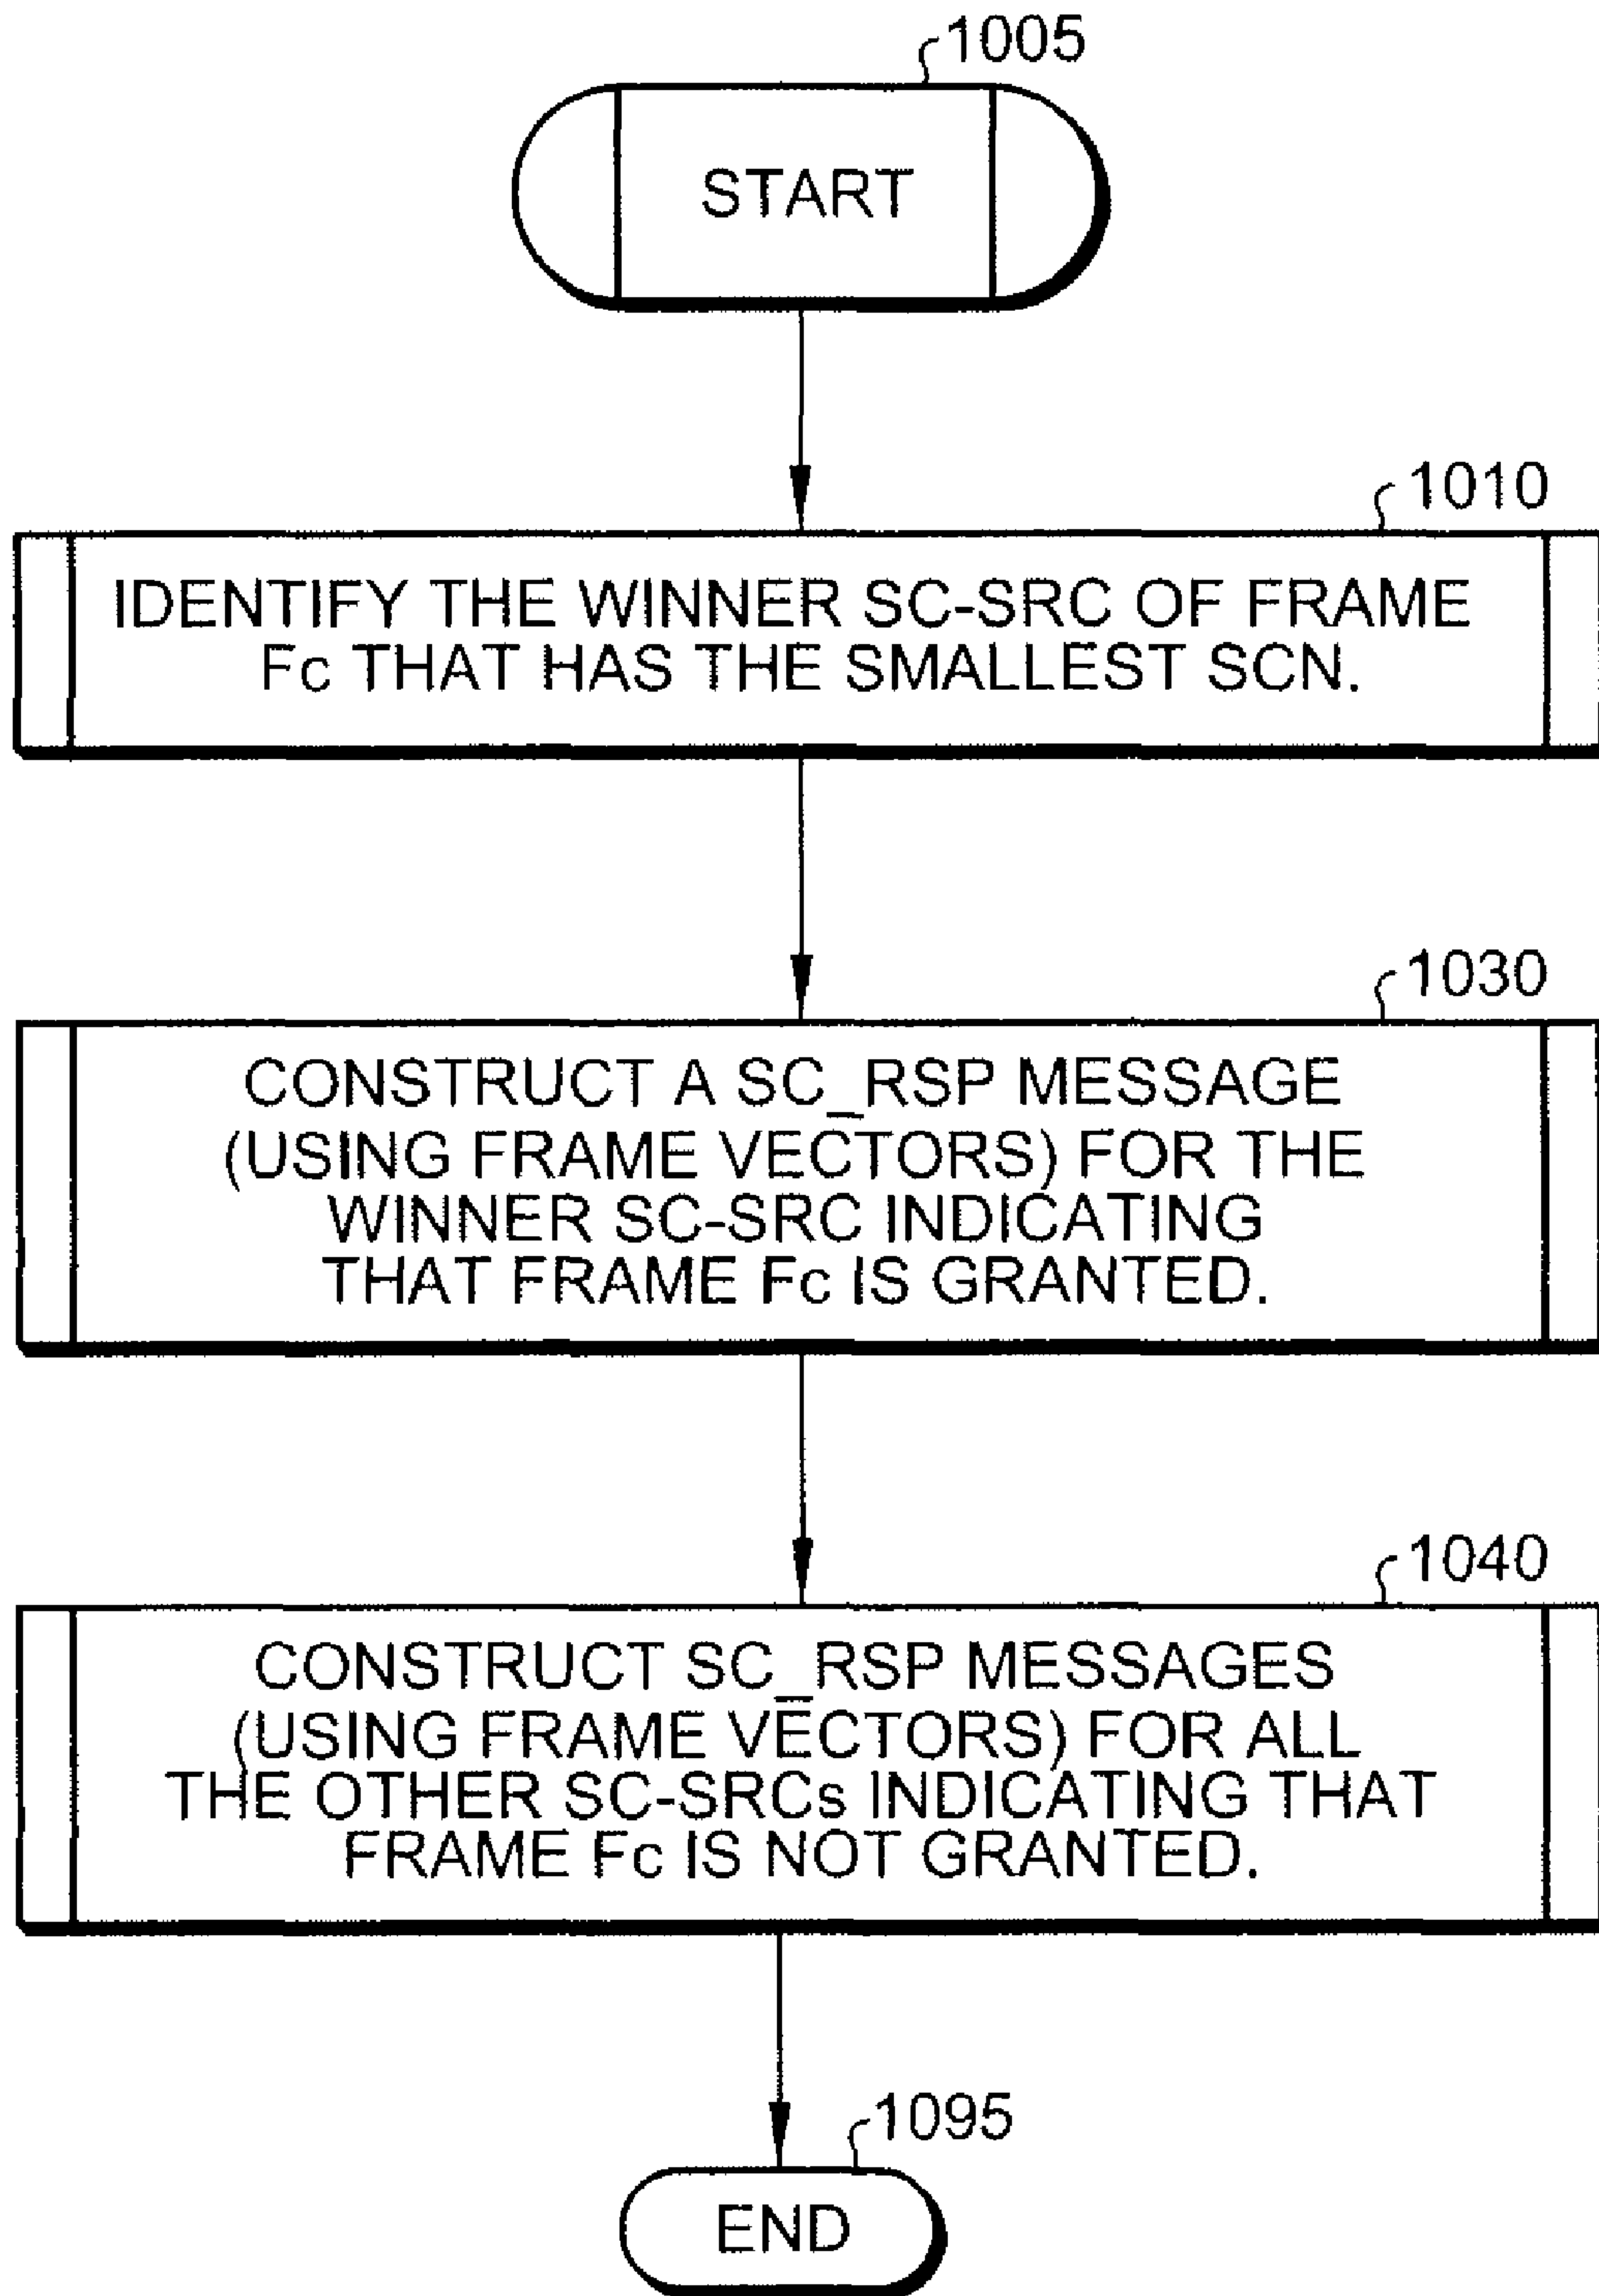 1005
START
1010
IDENTIFY THE WINNER SC-SRC OF FRAME
Fc THAT HAS THE SMALLEST SCN.
1030
CONSTRUCT A SC_RSP MESSAGE
(USING FRAME VECTORS) FOR THE
WINNER SC-SRC INDICATING
THAT FRAME Fc IS GRANTED.
1040
CONSTRUCT SC_RSP MESSAGES
(USING FRAME VECTORS) FOR ALL
THE OTHER SC-SRCs INDICATING THAT
FRAME Fc IS NOT GRANTED.
1095
END